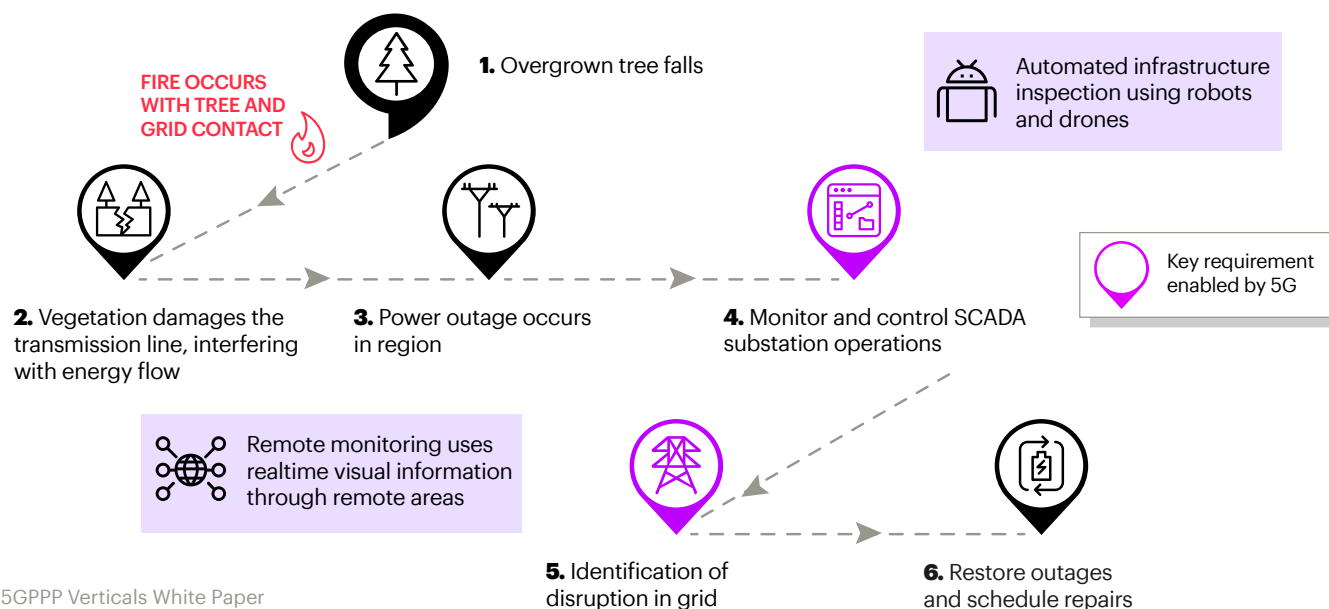 1. Overgrown tree falls
FIRE OCCURS
WITH TREE AND
GRID CONTACT
Automated infrastructure
inspection using robots
and drones
Key requirement
enabled by 5G
2. Vegetation damages the
transmission line, interfering
with energy flow
3. Power outage occurs
in region
4. Monitor and control SCADA
substation operations
Remote monitoring uses
realtime visual information
through remote areas
5. Identification of
disruption in grid
6. Restore outages
and schedule repairs
5GPPP Verticals White Paper